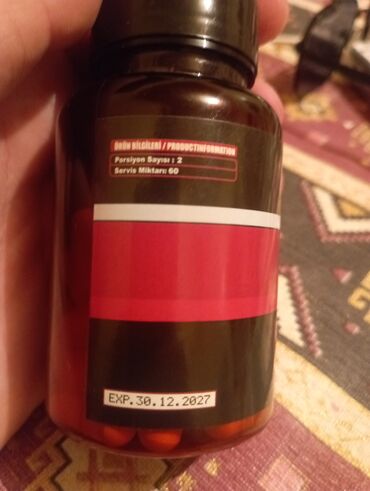 ÜRÜN BİLGİLERİ / PRODUCTINFORMATION
Porsiyon Sayısı : 2
Servis Miktarı: 60
EXP.30.12.2027